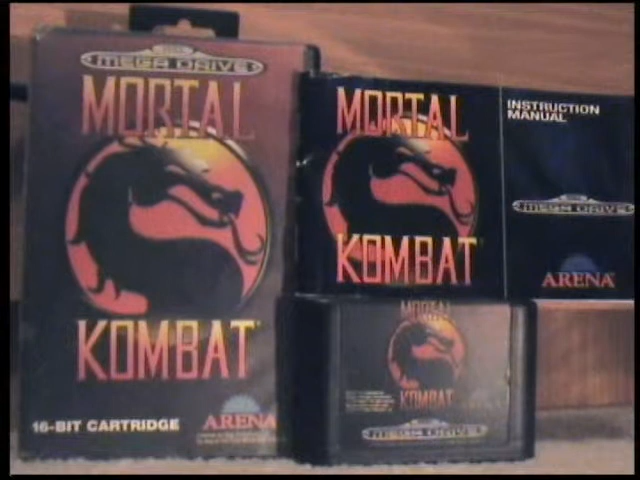 SEGA
MEGA DRIVE
MORTAL
KOMBAT
16-BIT CARTRIDGE
ARENA
MORTAL
KOMBAT
INSTRUCTION
MANUAL
MEGA DRIVE
ARENA
MORTAL
KOMBAT
MEGA DRIVE